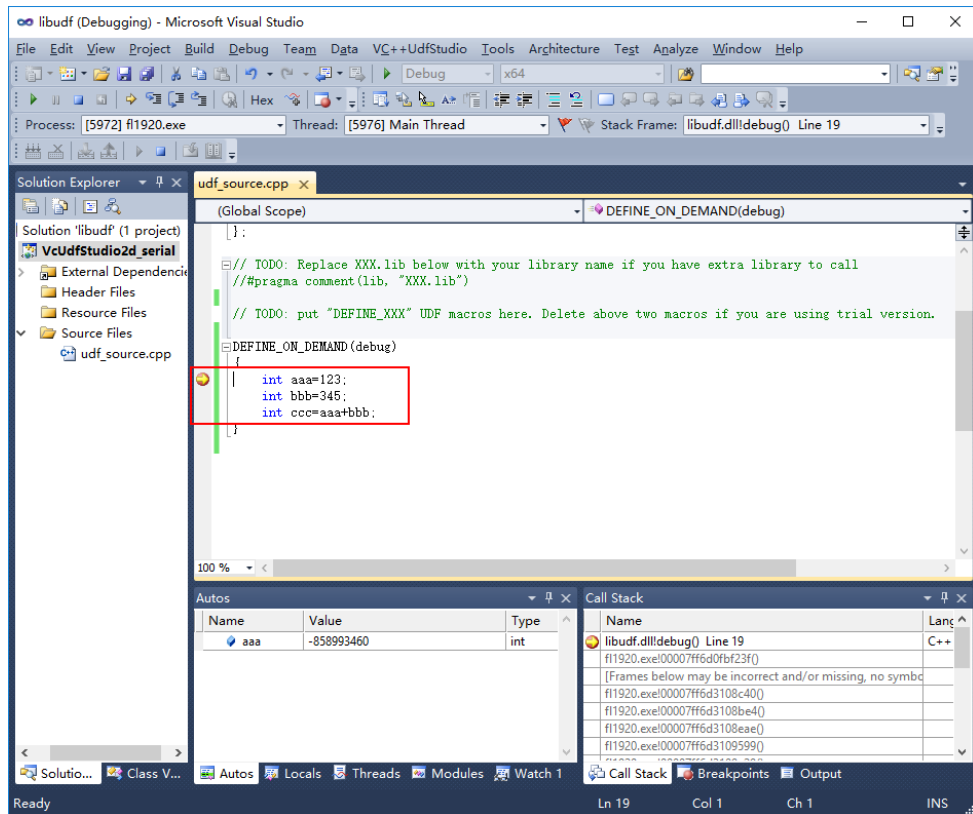 libudf (Debugging) - Microsoft Visual Studio
File Edit View Project Build Debug Team Data VC++UdfStudio Tools Architecture Test Analyze Window Help
Debug x64
Hex
Process: [5972] fl1920.exe Thread: [5976] Main Thread Stack Frame: libudf.dll!debug() Line 19
Solution Explorer
Solution 'libudf' (1 project)
VcUdfStudio2d_serial
External Dependencie
Header Files
Resource Files
Source Files
udf_source.cpp
udf_source.cpp
(Global Scope) DEFINE_ON_DEMAND(debug)
};
// TODO: Replace XXX.lib below with your library name if you have extra library to call
//#pragma comment(lib, "XXX.lib")
// TODO: put "DEFINE_XXX" UDF macros here. Delete above two macros if you are using trial version.
DEFINE_ON_DEMAND(debug)
{
int aaa=123;
int bbb=345;
int ccc=aaa+bbb;
}
100 %
Autos
Name Value Type
aaa -858993460 int
Call Stack
Name Lang
libudf.dll!debug() Line 19 C++
fl1920.exe!00007ff6d0fbf23f()
[Frames below may be incorrect and/or missing, no symbo
fl1920.exe!00007ff6d3108c40()
fl1920.exe!00007ff6d3108be4()
fl1920.exe!00007ff6d3108eae()
fl1920.exe!00007ff6d3109599()
Solutio... Class V... Autos Locals Threads Modules Watch 1 Call Stack Breakpoints Output
Ready Ln 19 Col 1 Ch 1 INS